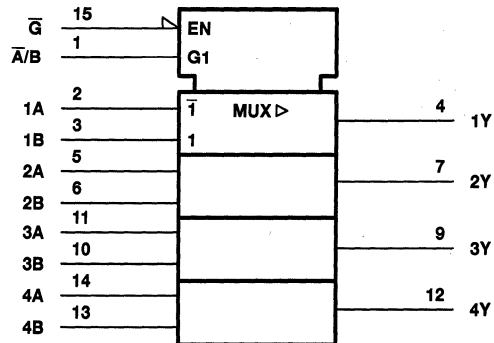 G̅ 15 EN
A̅/B 1 G1
1A 2 1̅ MUX ▷ 4 1Y
1B 3 1
2A 5 7 2Y
2B 6
3A 11 9 3Y
3B 10
4A 14 12 4Y
4B 13